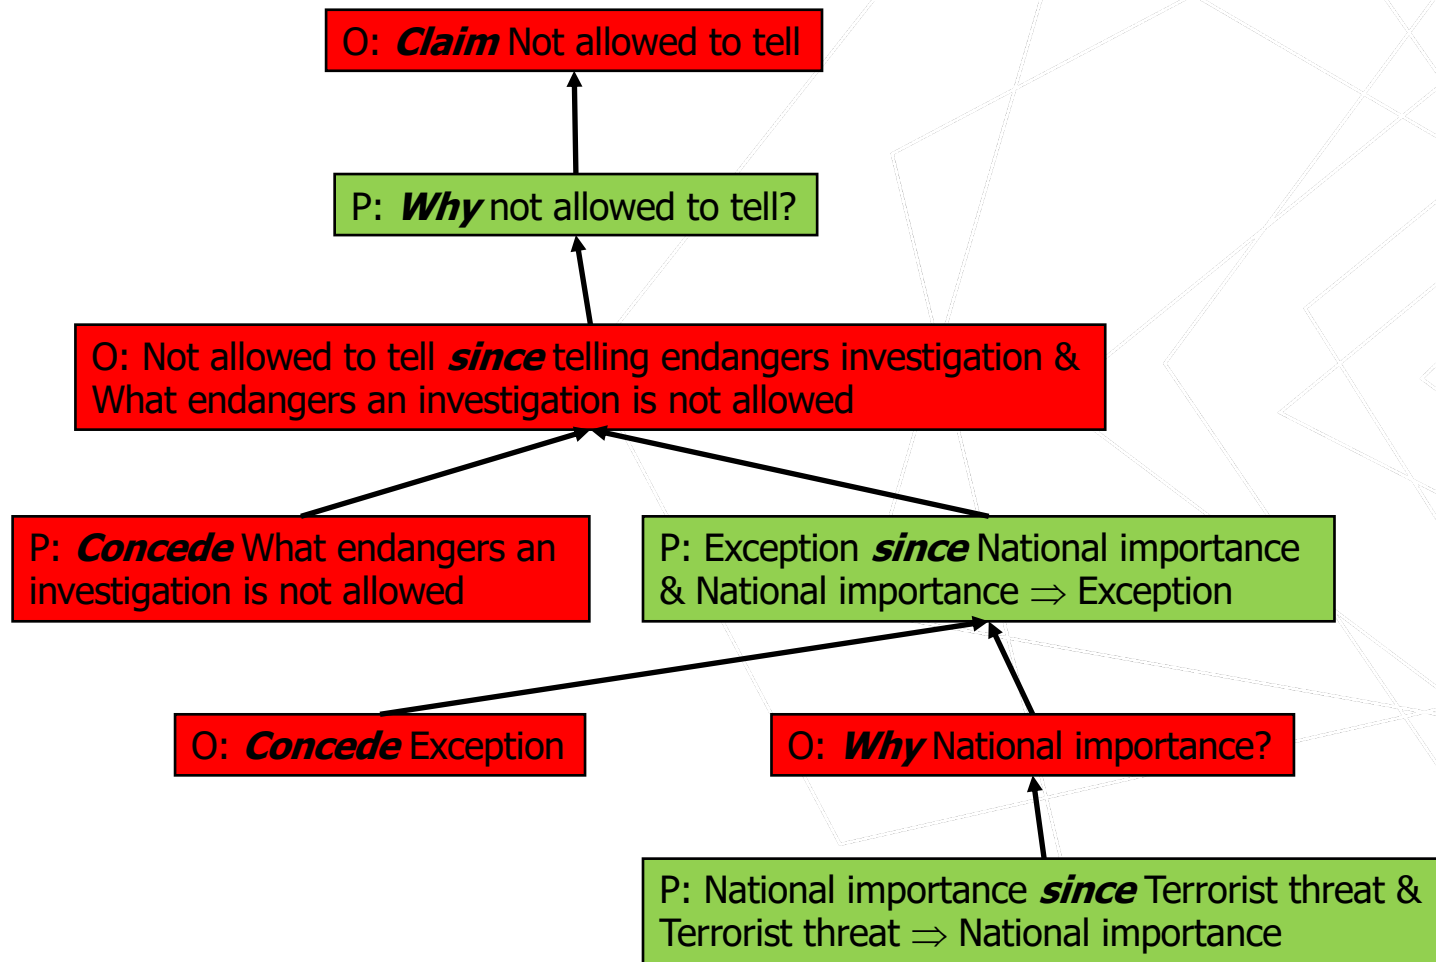 O: Claim Not allowed to tell
P: Why not allowed to tell?
O: Not allowed to tell since telling endangers investigation &
What endangers an investigation is not allowed
P: Concede What endangers an
investigation is not allowed
P: Exception since National importance
& National importance ⇒ Exception
O: Concede Exception
O: Why National importance?
P: National importance since Terrorist threat &
Terrorist threat ⇒ National importance